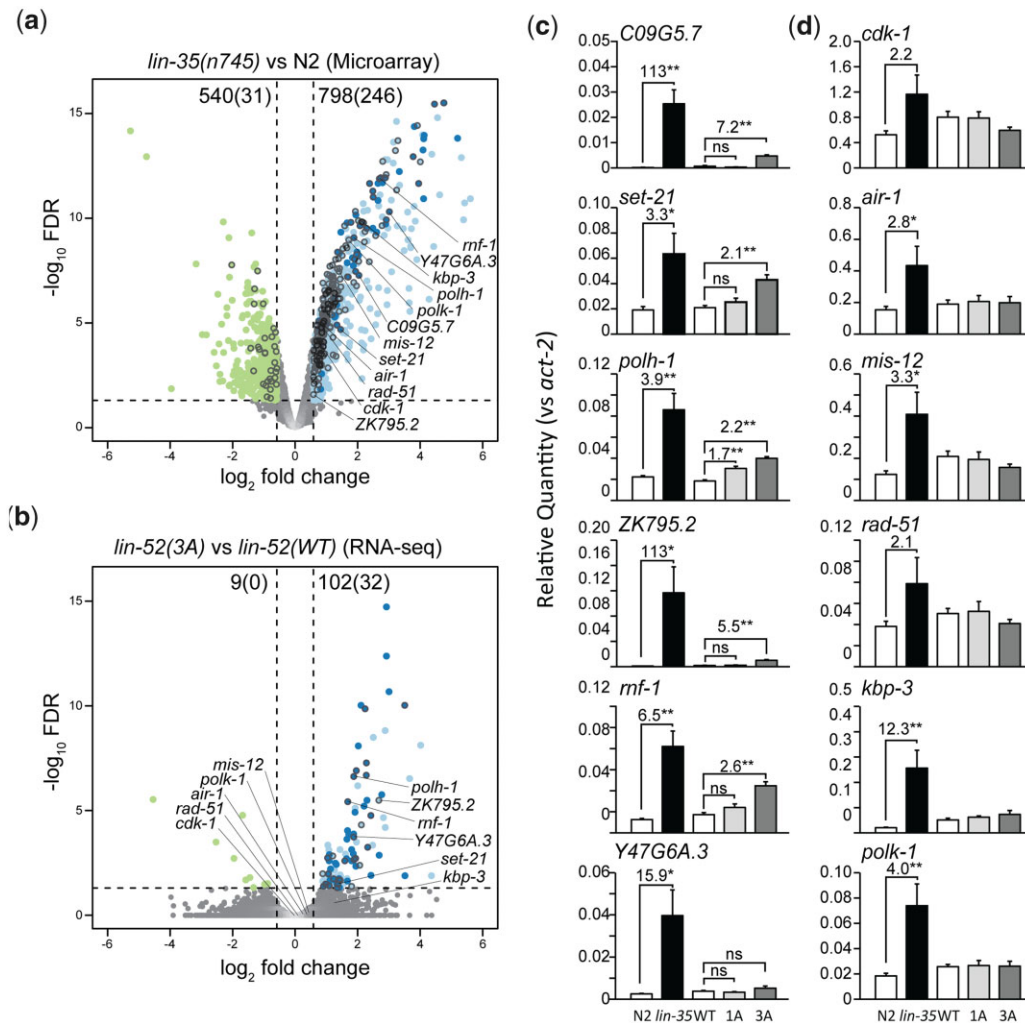 (a)
lin-35(n745) vs N2 (Microarray)
540(31)
798(246)
15
10
5
0
-log10 FDR
rnf-1
Y47G6A.3
kbp-3
polh-1
polk-1
C09G5.7
mis-12
set-21
air-1
rad-51
cdk-1
ZK795.2
-6 -4 -2 0 2 4 6
log2 fold change
(b)
lin-52(3A) vs lin-52(WT) (RNA-seq)
9(0)
102(32)
15
10
5
0
-log10 FDR
mis-12
polk-1
air-1
rad-51
cdk-1
polh-1
ZK795.2
rnf-1
Y47G6A.3
set-21
kbp-3
-6 -4 -2 0 2 4 6
log2 fold change
(c)
Relative Quantity (vs act-2)
C09G5.7
0.05
0.04
0.03
0.02
0.01
0
113**
7.2**
ns
set-21
0.10
0.08
0.06
0.04
0.02
0
3.3*
2.1**
ns
polh-1
0.12
0.08
0.04
0
3.9**
2.2**
1.7**
ZK795.2
0.20
0.16
0.12
0.08
0.04
0
113*
5.5**
ns
rnf-1
0.12
0.08
0.04
0
6.5**
2.6**
ns
Y47G6A.3
0.06
0.04
0.02
0
15.9*
ns
ns
N2 lin-35 WT 1A 3A
(d)
cdk-1
2.0
1.6
1.2
0.8
0.4
0
2.2
air-1
0.8
0.6
0.4
0.2
0
2.8*
mis-12
0.6
0.4
0.2
0
3.3*
rad-51
0.20
0.16
0.12
0.08
0.04
0
2.1
kbp-3
0.5
0.4
0.3
0.2
0.1
0
12.3**
polk-1
0.10
0.08
0.06
0.04
0.02
0
4.0**
N2 lin-35 WT 1A 3A